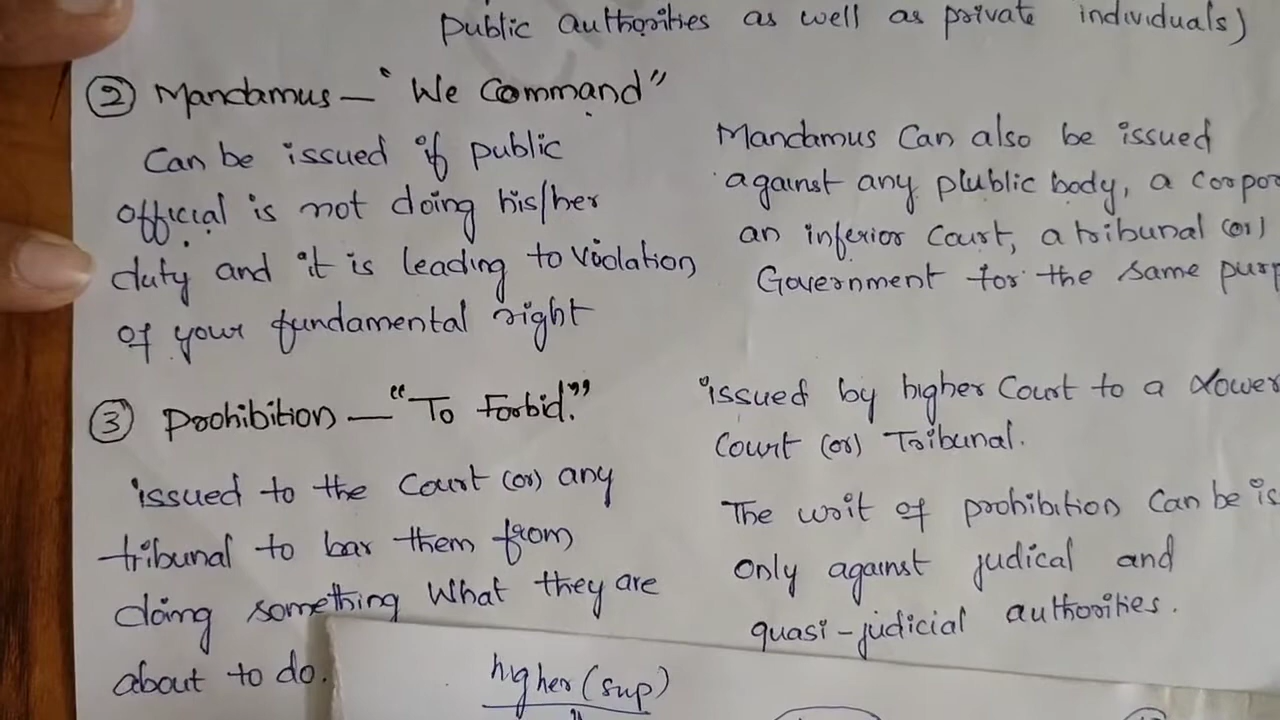 public authorities as well as private individuals)
② Mandamus — "We Command"
Can be issued if public
official is not doing his/her
duty and it is leading to violation
of your fundamental right
Mandamus Can also be issued
against any plublic body, a corpor
an inferior Court, a tribunal (or)
Government for the same purp
③ Prohibition — "To Forbid."
issued to the Court (or) any
tribunal to bar them from
doing something what they are
about to do.
issued by higher Court to a Lower
Court (or) Tribunal.
The writ of prohibition Can be is
only against judical and
quasi-judicial authorities.
higher (sup)